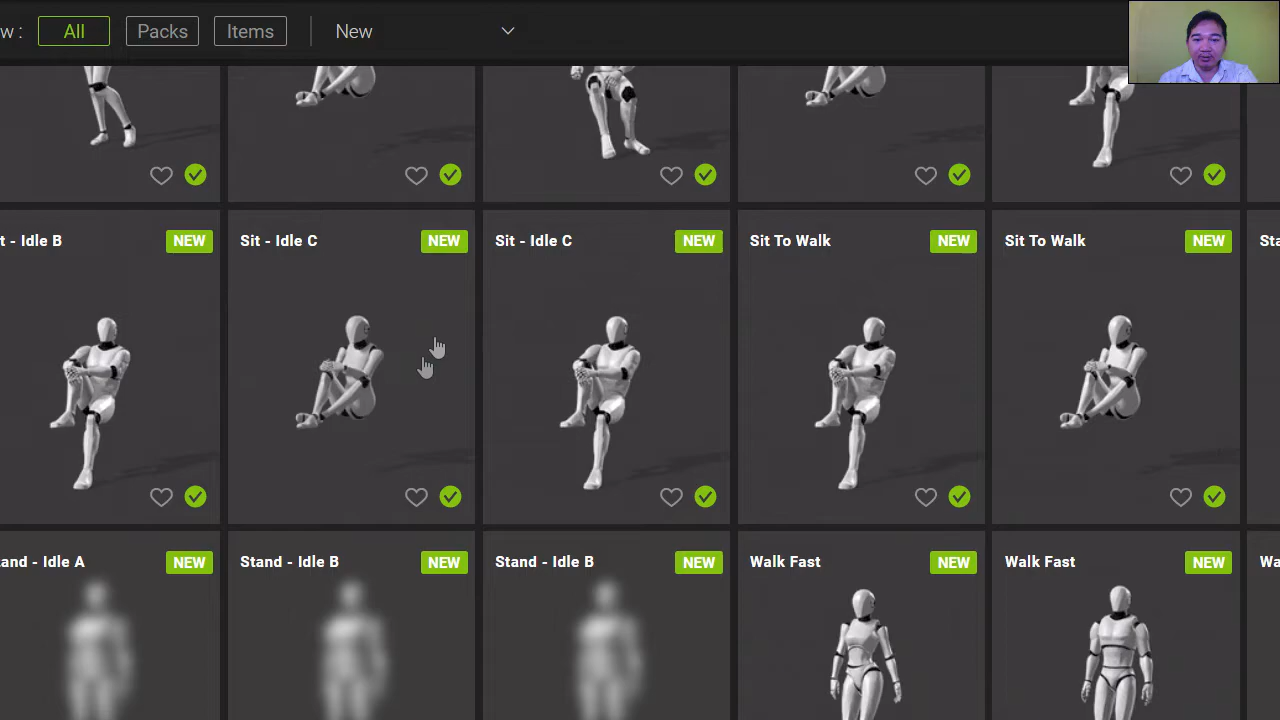 w : All Packs Items New
t - Idle B NEW Sit - Idle C NEW Sit - Idle C NEW Sit To Walk NEW Sit To Walk NEW Sta
and - Idle A NEW Stand - Idle B NEW Stand - Idle B NEW Walk Fast NEW Walk Fast NEW Wa